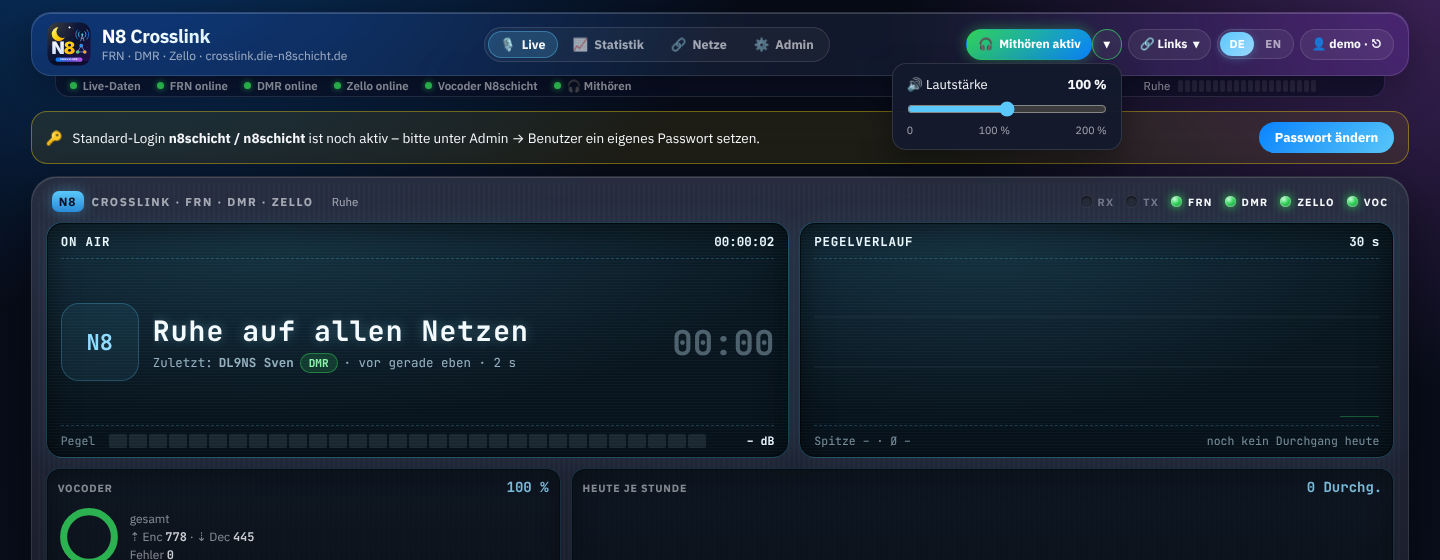 N8 Crosslink
FRN · DMR · Zello · crosslink.die-n8schicht.de
Live
Statistik
Netze
Admin
Mithören aktiv
▾
Links ▾
DE
EN
demo ·
Live-Daten
FRN online
DMR online
Zello online
Vocoder N8schicht
Mithören
Ruhe
Lautstärke 100 %
0 100 % 200 %
Standard-Login n8schicht / n8schicht ist noch aktiv – bitte unter Admin → Benutzer ein eigenes Passwort setzen.
Passwort ändern
N8 CROSSLINK · FRN · DMR · ZELLO Ruhe
RX TX FRN DMR ZELLO VOC
ON AIR 00:00:02
N8
Ruhe auf allen Netzen
Zuletzt: DL9NS Sven DMR · vor gerade eben · 2 s
00:00
Pegel – dB
PEGELVERLAUF 30 s
Spitze – · Ø – noch kein Durchgang heute
VOCODER 100 %
gesamt
↑ Enc 778 · ↓ Dec 445
Fehler 0
HEUTE JE STUNDE 0 Durchg.